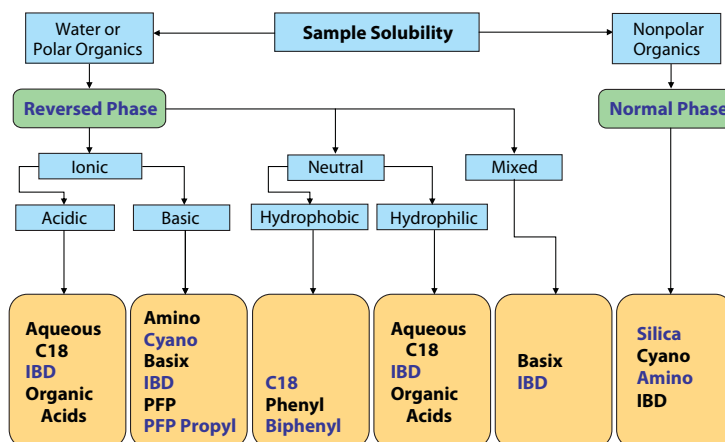 Water or
Polar Organics
Sample Solubility
Nonpolar
Organics
Reversed Phase
Normal Phase
Ionic
Neutral
Mixed
Acidic
Basic
Hydrophobic
Hydrophilic
Aqueous
C18
IBD
Organic
Acids
Amino
Cyano
Basix
IBD
PFP
PFP Propyl
C18
Phenyl
Biphenyl
Aqueous
C18
IBD
Organic
Acids
Basix
IBD
Silica
Cyano
Amino
IBD